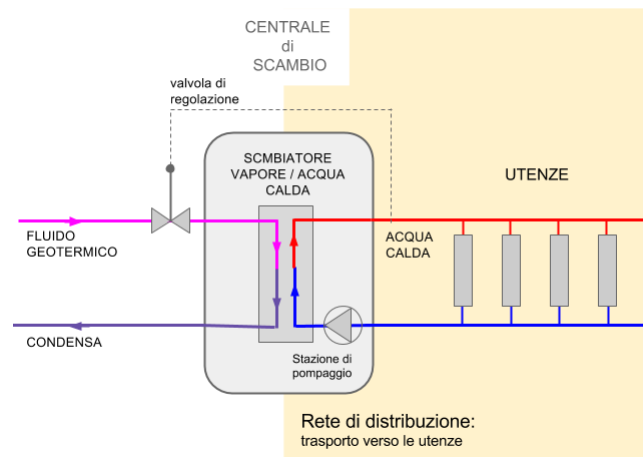 CENTRALE
di
SCAMBIO
valvola di
regolazione
SCMBIATORE
VAPORE / ACQUA
CALDA
UTENZE
FLUIDO
GEOTERMICO
ACQUA
CALDA
CONDENSA
Stazione di
pompaggio
Rete di distribuzione:
trasporto verso le utenze